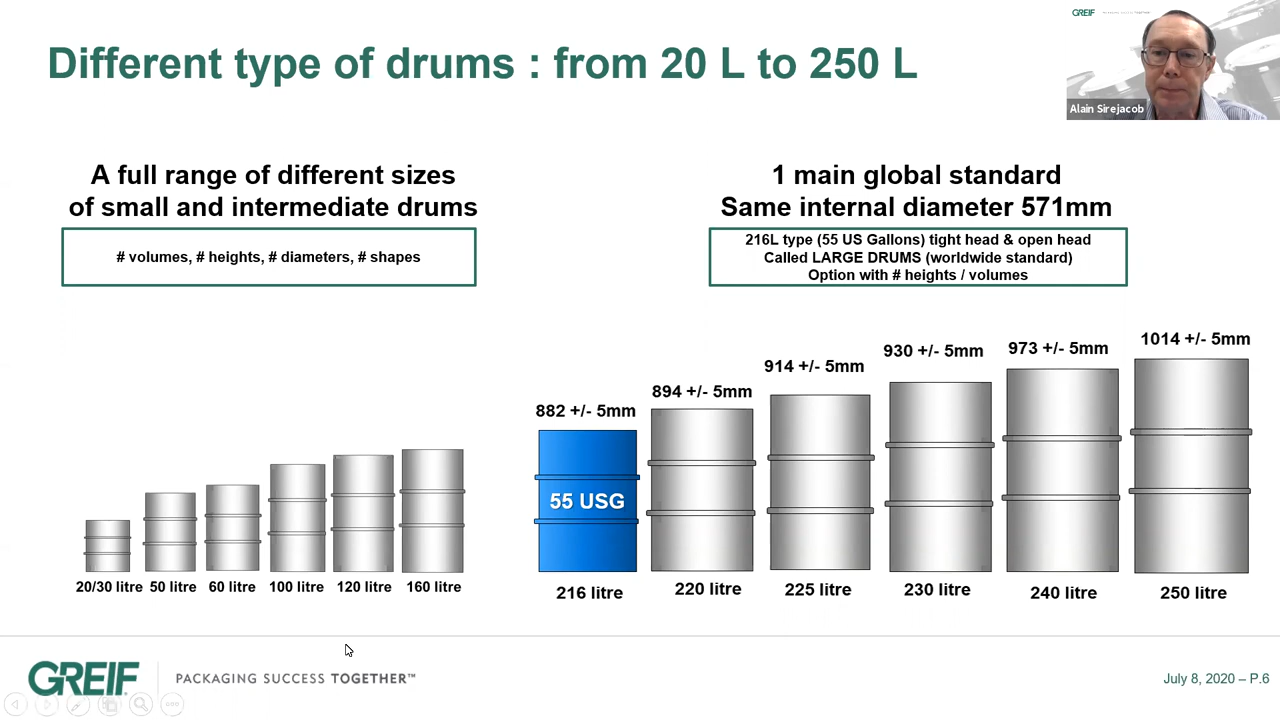 Different type of drums : from 20 L to 250 L
GREIF
Alain Sirejacob
A full range of different sizes
of small and intermediate drums
# volumes, # heights, # diameters, # shapes
1 main global standard
Same internal diameter 571mm
216L type (55 US Gallons) tight head & open head
Called LARGE DRUMS (worldwide standard)
Option with # heights / volumes
882 +/- 5mm
894 +/- 5mm
914 +/- 5mm
930 +/- 5mm
973 +/- 5mm
1014 +/- 5mm
55 USG
20/30 litre
50 litre
60 litre
100 litre
120 litre
160 litre
216 litre
220 litre
225 litre
230 litre
240 litre
250 litre
GREIF
PACKAGING SUCCESS TOGETHER™
July 8, 2020 – P.6